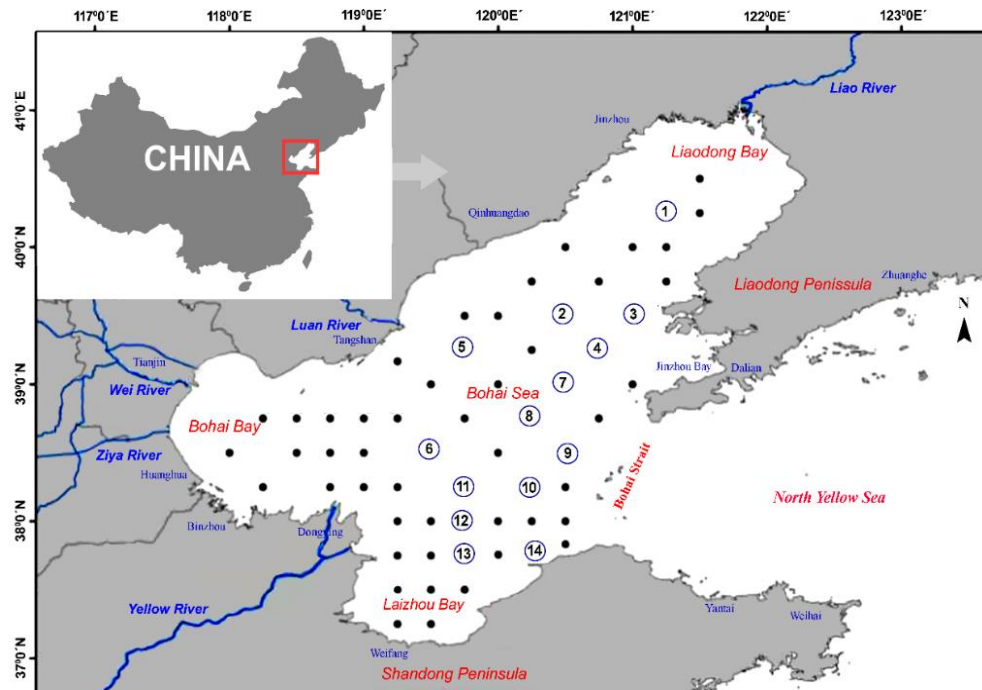 117°0´E
118°0´E
119°0´E
120°0´E
121°0´E
122°0´E
123°0´E
41°0´E
40°0´E
39°0´E
38°0´E
37°0´E
CHINA
Liao River
Jinzhou
Liaodong Bay
1
Qinhuangdao
Zhuanghe
Liaodong Penissula
N
Luan River
2
3
Tangshan
5
4
Tianjin
Jinzhou Bay
Dalian
Wei River
7
Bohai Sea
8
Bohai Bay
6
9
Ziya River
Bohai Strait
Huanghua
11
10
North Yellow Sea
Binzhou
12
Dongying
13
14
Yellow River
Laizhou Bay
Yantai
Weihai
Weifang
Shandong Peninsula